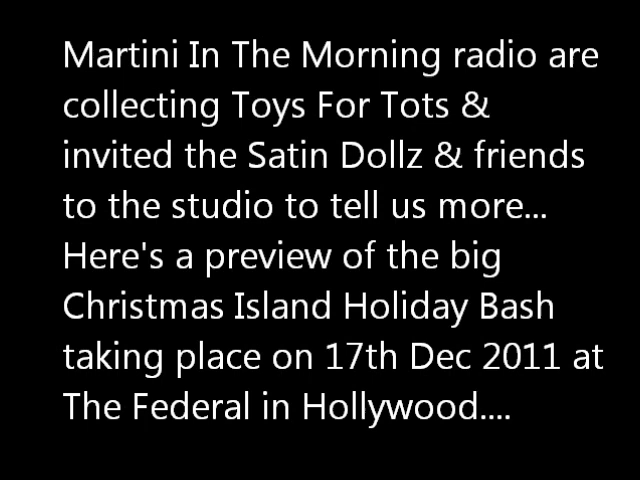 Martini In The Morning radio are
collecting Toys For Tots &
invited the Satin Dollz & friends
to the studio to tell us more...
Here's a preview of the big
Christmas Island Holiday Bash
taking place on 17th Dec 2011 at
The Federal in Hollywood....